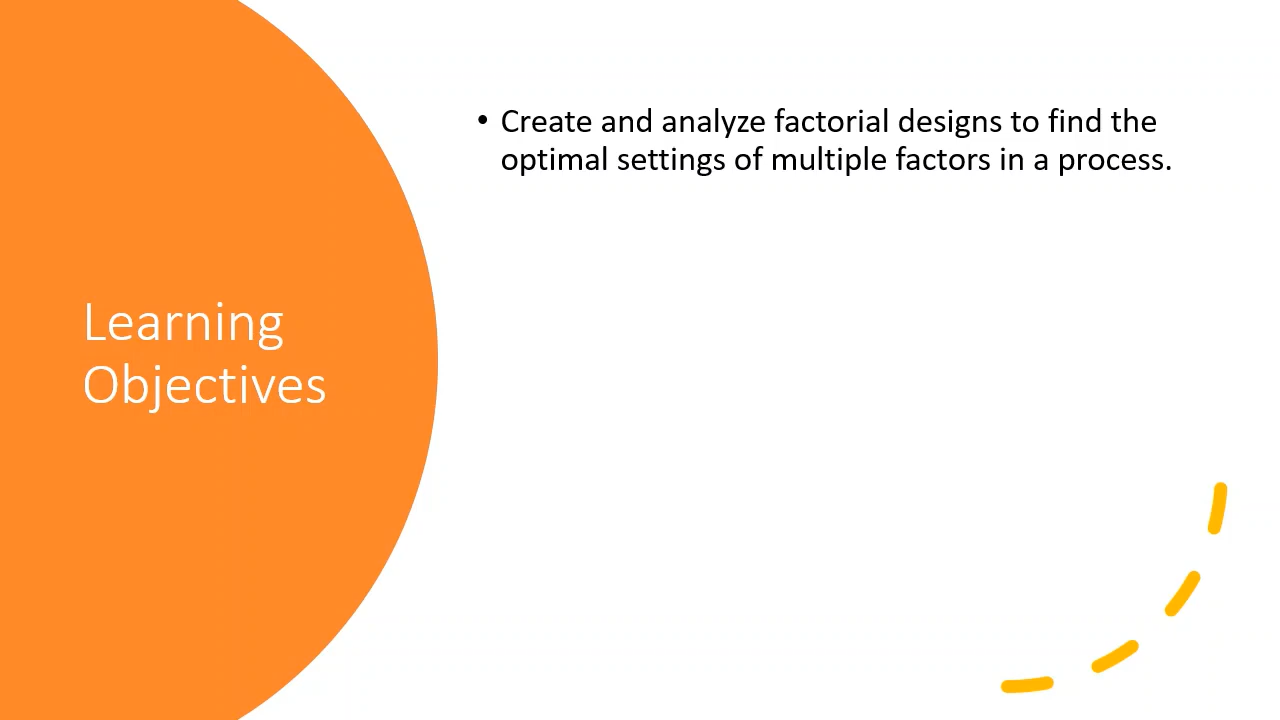 Learning
Objectives
• Create and analyze factorial designs to find the
optimal settings of multiple factors in a process.